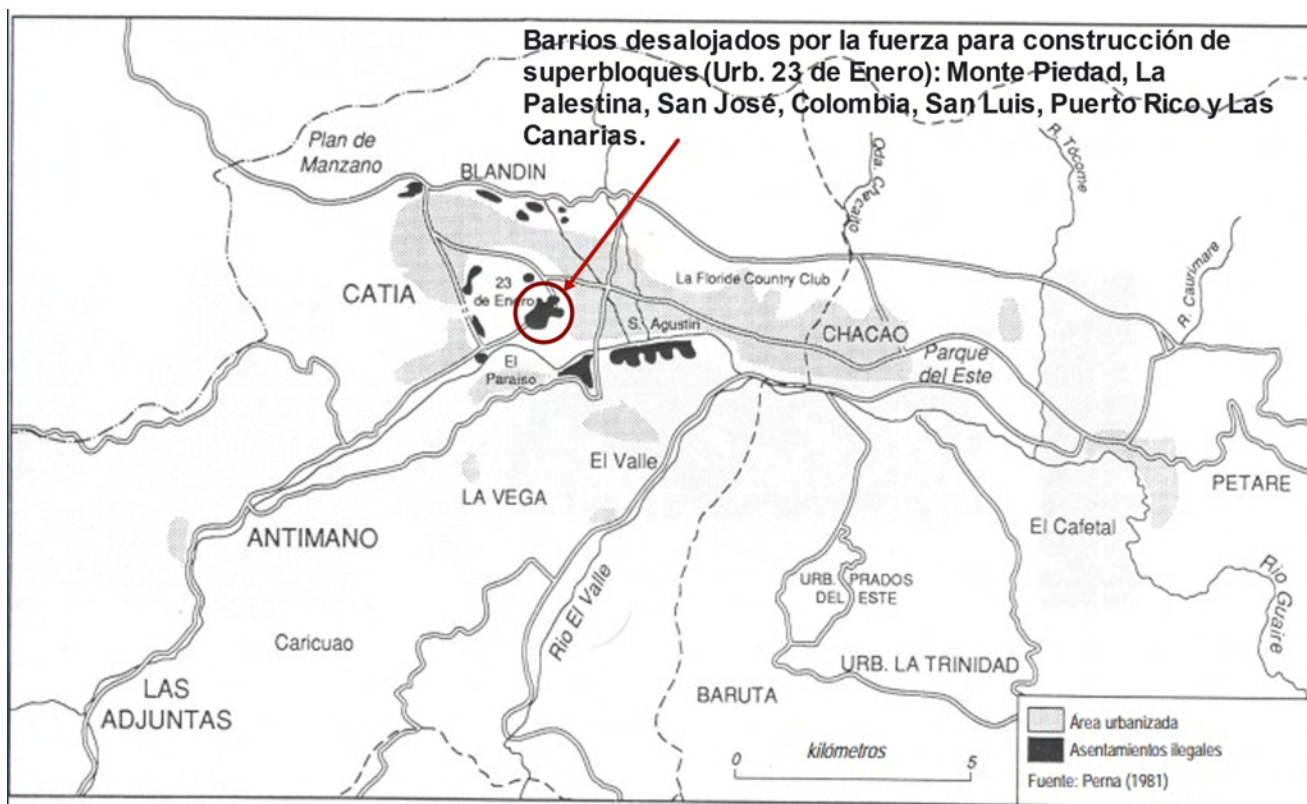 Barrios desalojados por la fuerza para construcción de
superbloques (Urb. 23 de Enero): Monte Piedad, La
Palestina, San José, Colombia, San Luis, Puerto Rico y Las
Canarias.
Plan de
Manzano
BLANDIN
Qda. Chacaito
R. Tócome
R. Caurimare
CATIA
23
de Enero
La Floride Country Club
S. Agustin
CHACAO
Parque
del Este
El
Paraiso
El Valle
LA VEGA
PETARE
ANTIMANO
El Cafetal
URB. PRADOS
DEL ESTE
Rio El Valle
Rio Guaire
Caricuao
URB. LA TRINIDAD
LAS
ADJUNTAS
BARUTA
0 kilómetros 5
Área urbanizada
Asentamientos ilegales
Fuente: Perna (1981)